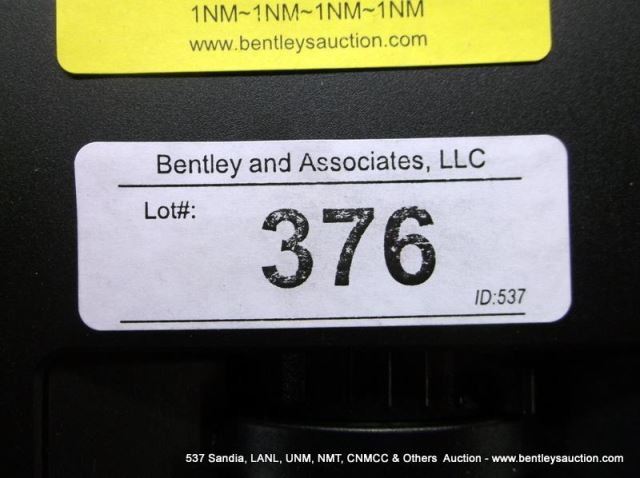 1NM~1NM~1NM~1NM
www.bentleysauction.com
Bentley and Associates, LLC
Lot#:
376
ID:537
537 Sandia, LANL, UNM, NMT, CNMCC & Others Auction - www.bentleysauction.com